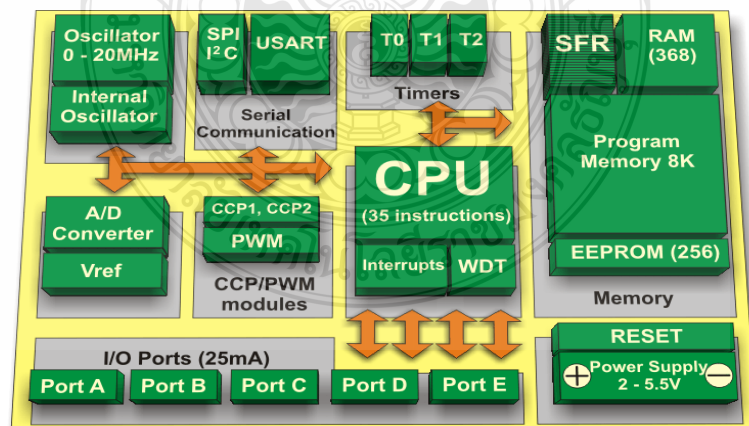 Oscillator
0 - 20MHz
Internal
Oscillator
SPI
I²C
USART
Serial
Communication
T0 T1 T2
Timers
SFR
RAM
(368)
Program
Memory 8K
EEPROM (256)
Memory
CPU
(35 instructions)
Interrupts
WDT
A/D
Converter
Vref
CCP1, CCP2
PWM
CCP/PWM
modules
I/O Ports (25mA)
Port A
Port B
Port C
Port D
Port E
RESET
Power Supply
2 - 5.5V
+
−